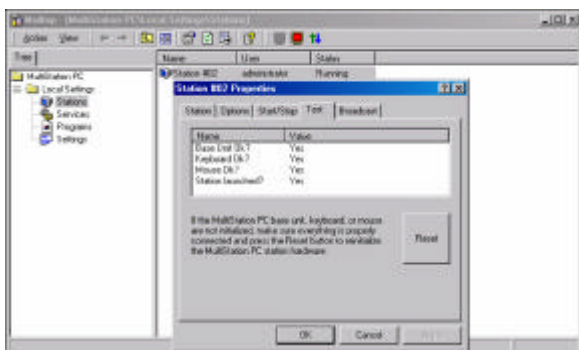 [MultiStation PC\Local Settings\Stations]
Action View
Tree
Name User Status
MultiStation PC
Local Settings
Stations
Services
Programs
Settings
Station #02 administrator Running
Station #02 Properties
Station Options Start/Stop Test Broadcast
Name Value
Base Unit Ok? Yes
Keyboard Ok? Yes
Mouse Ok? Yes
Station launched? Yes
If the MultiStation PC base unit, keyboard, or mouse
are not initialized, make sure everything is properly
connected and press the Reset button to reinitialize
the MultiStation PC station hardware.
Reset
OK Cancel